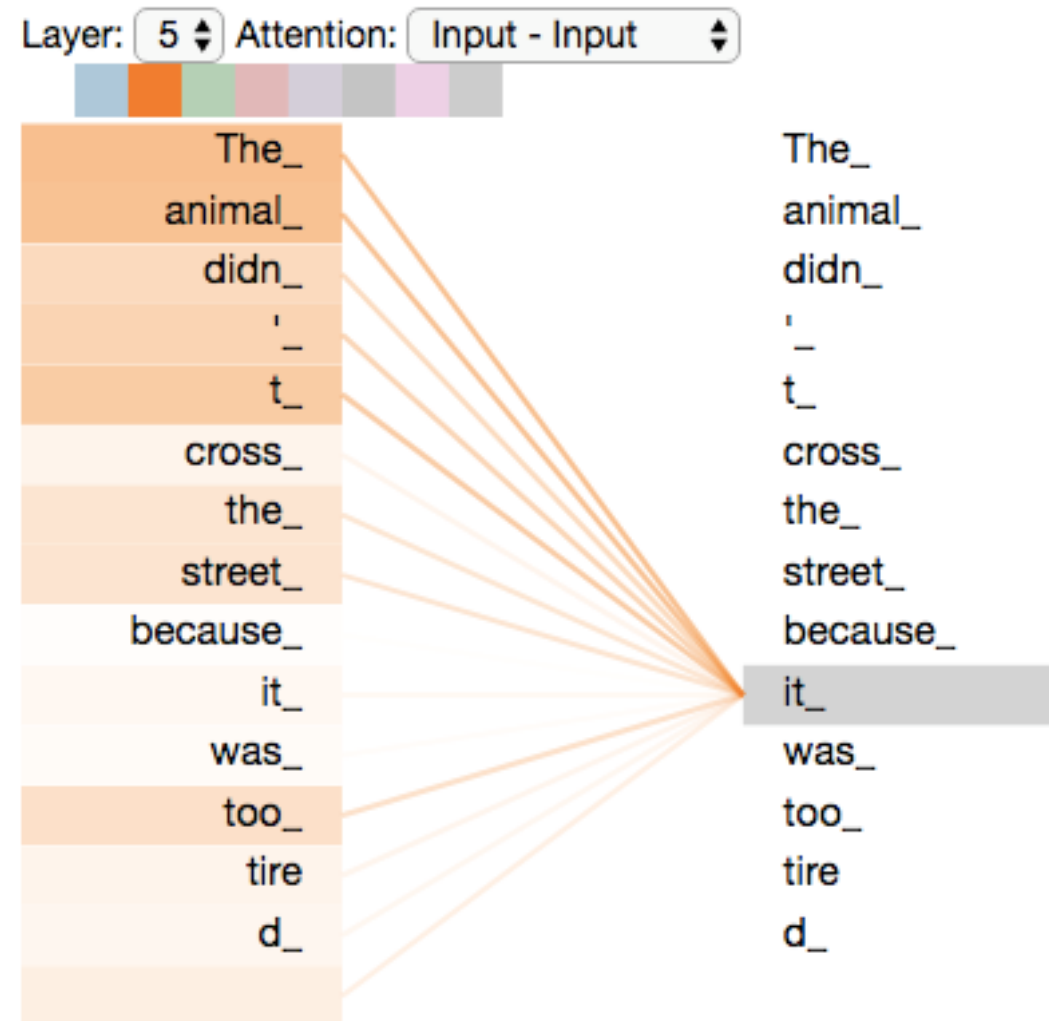 Layer: 5 Attention: Input - Input
The_ The_
animal_ animal_
didn_ didn_
'_ '_
t_ t_
cross_ cross_
the_ the_
street_ street_
because_ because_
it_ it_
was_ was_
too_ too_
tire tire
d_ d_